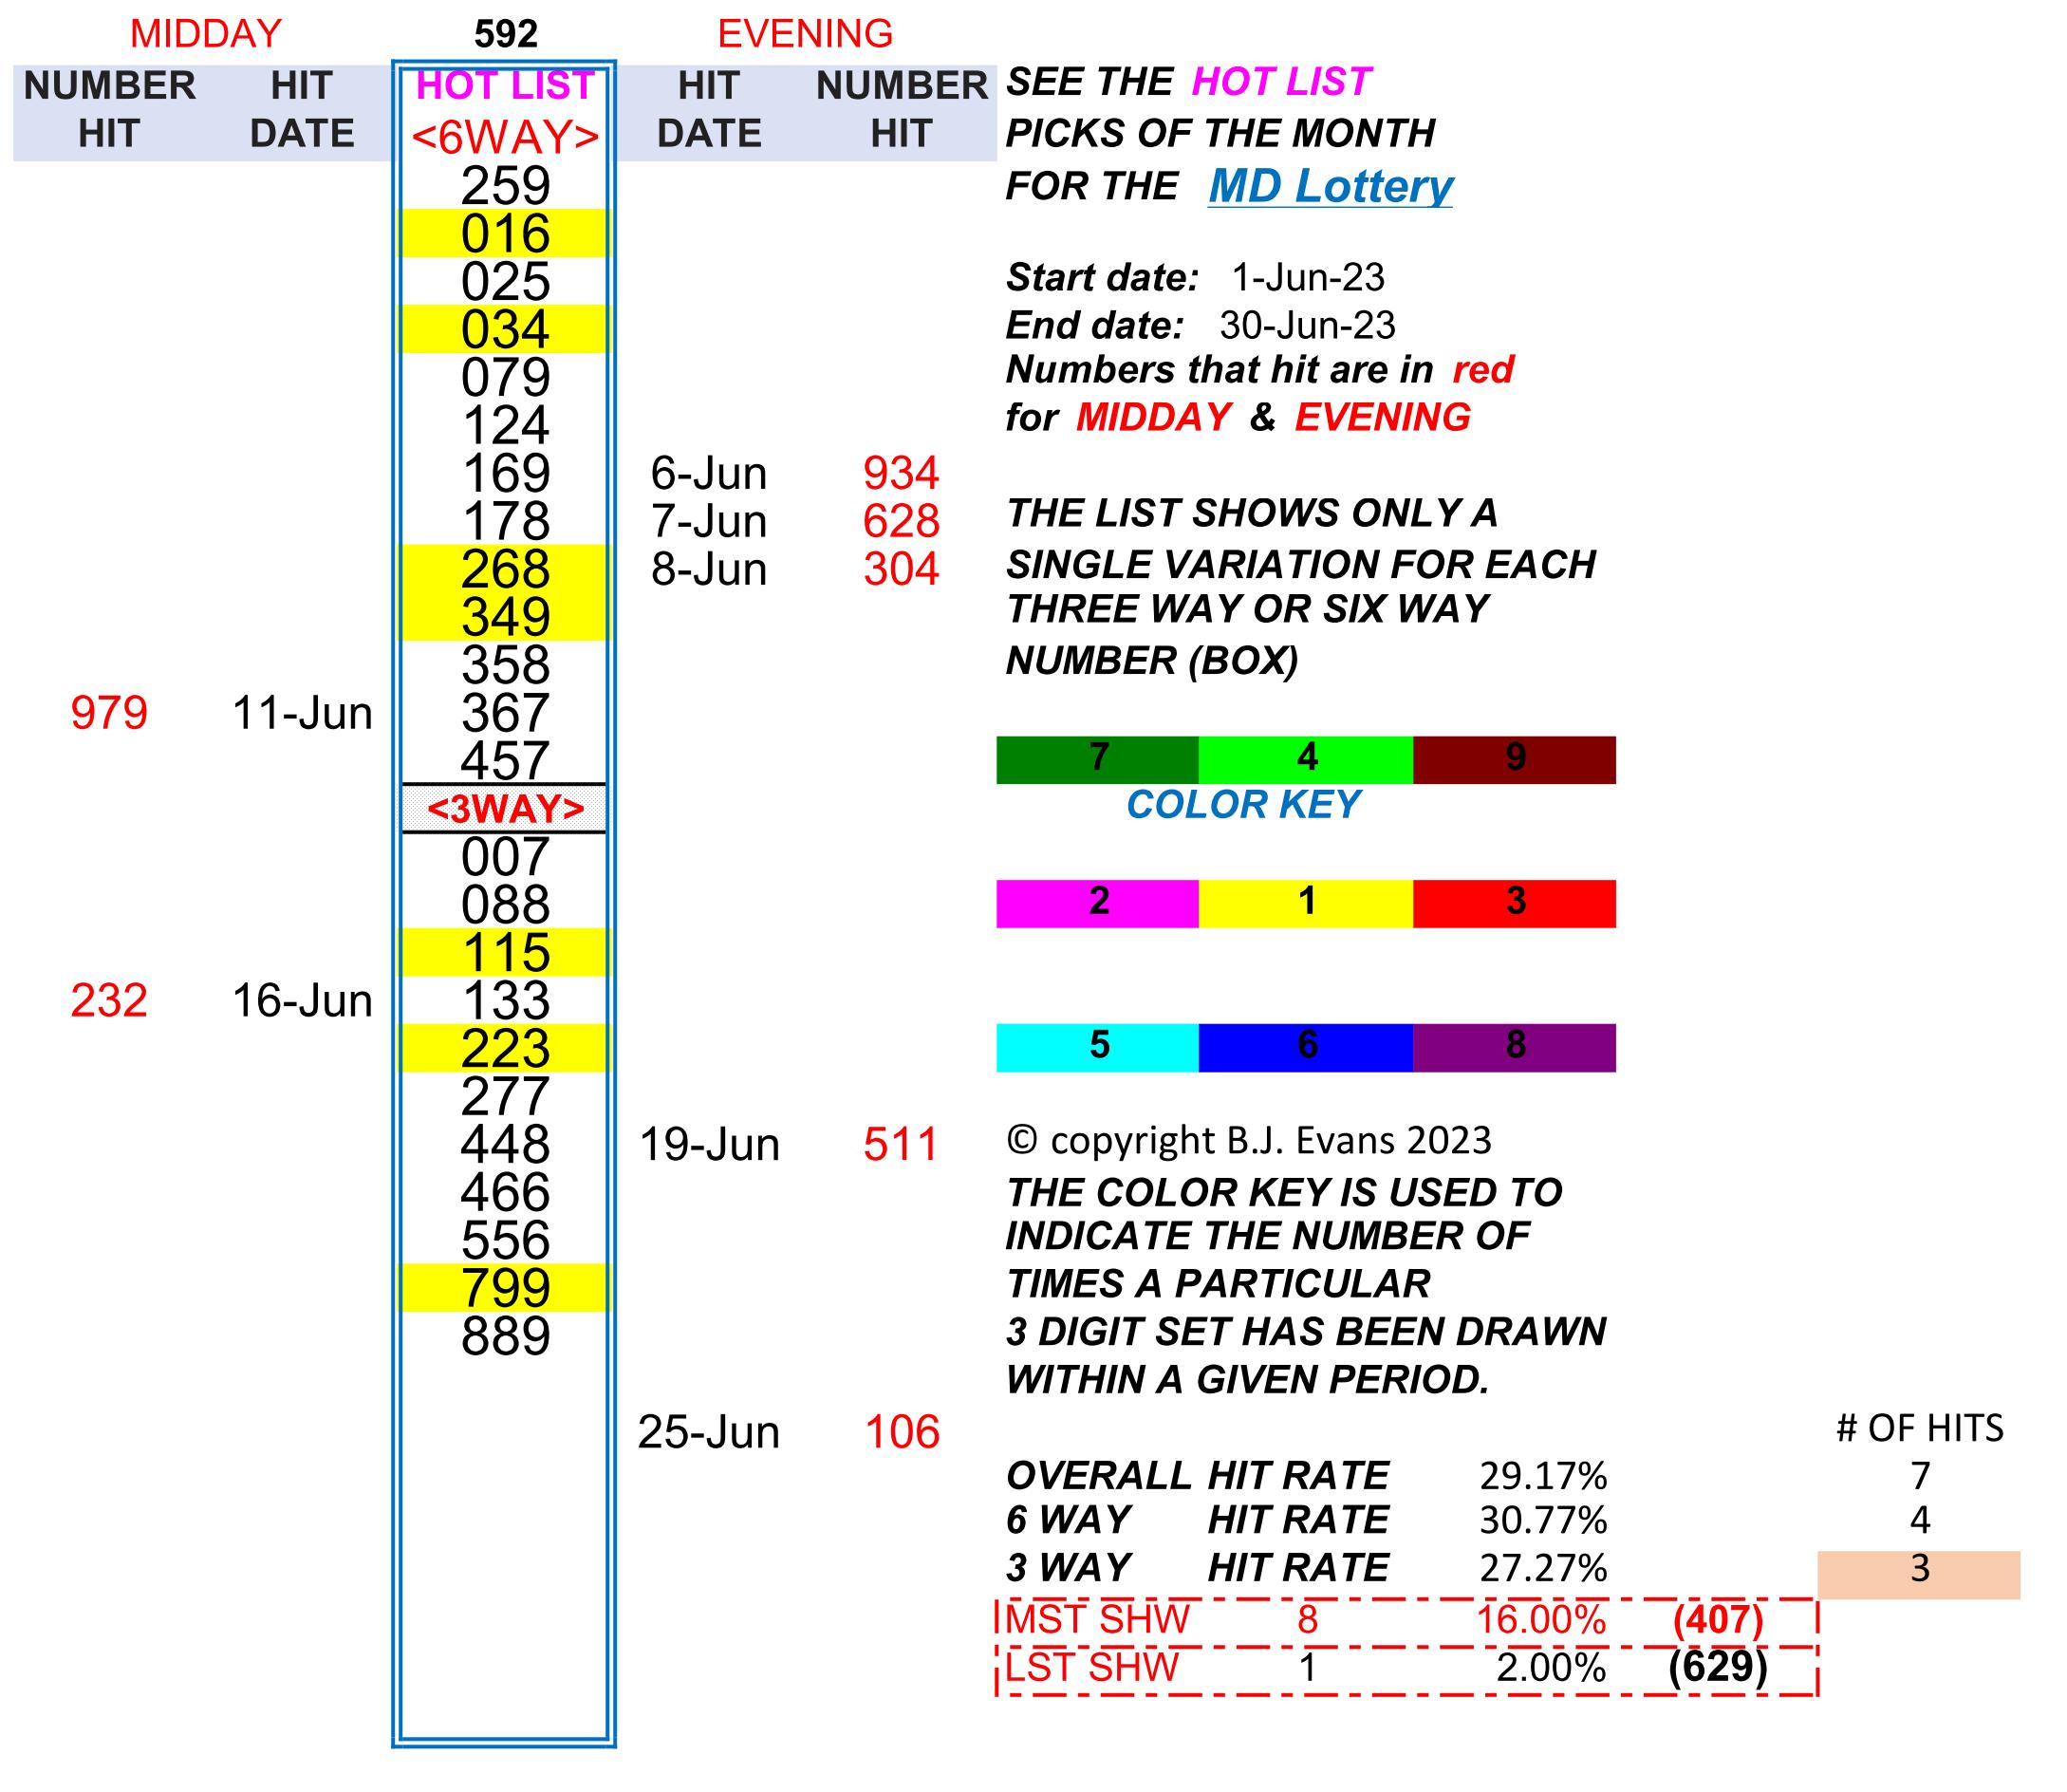 MIDDAY 592 EVENING
NUMBER HIT HOT LIST HIT NUMBER SEE THE HOT LIST
HIT DATE <6WAY> DATE HIT PICKS OF THE MONTH
259 FOR THE MD Lottery
016
025 Start date: 1-Jun-23
034 End date: 30-Jun-23
079 Numbers that hit are in red
124 for MIDDAY & EVENING
169 6-Jun 934
178 7-Jun 628 THE LIST SHOWS ONLY A
268 8-Jun 304 SINGLE VARIATION FOR EACH
349 THREE WAY OR SIX WAY
358 NUMBER (BOX)
979 11-Jun 367
457 7 4 9
<3WAY> COLOR KEY
007
088 2 1 3
115
232 16-Jun 133
223 5 6 8
277
448 19-Jun 511 © copyright B.J. Evans 2023
466 THE COLOR KEY IS USED TO
556 INDICATE THE NUMBER OF
799 TIMES A PARTICULAR
889 3 DIGIT SET HAS BEEN DRAWN
WITHIN A GIVEN PERIOD.
25-Jun 106 # OF HITS
OVERALL HIT RATE 29.17% 7
6 WAY HIT RATE 30.77% 4
3 WAY HIT RATE 27.27% 3
MST SHW 8 16.00% (407)
LST SHW 1 2.00% (629)